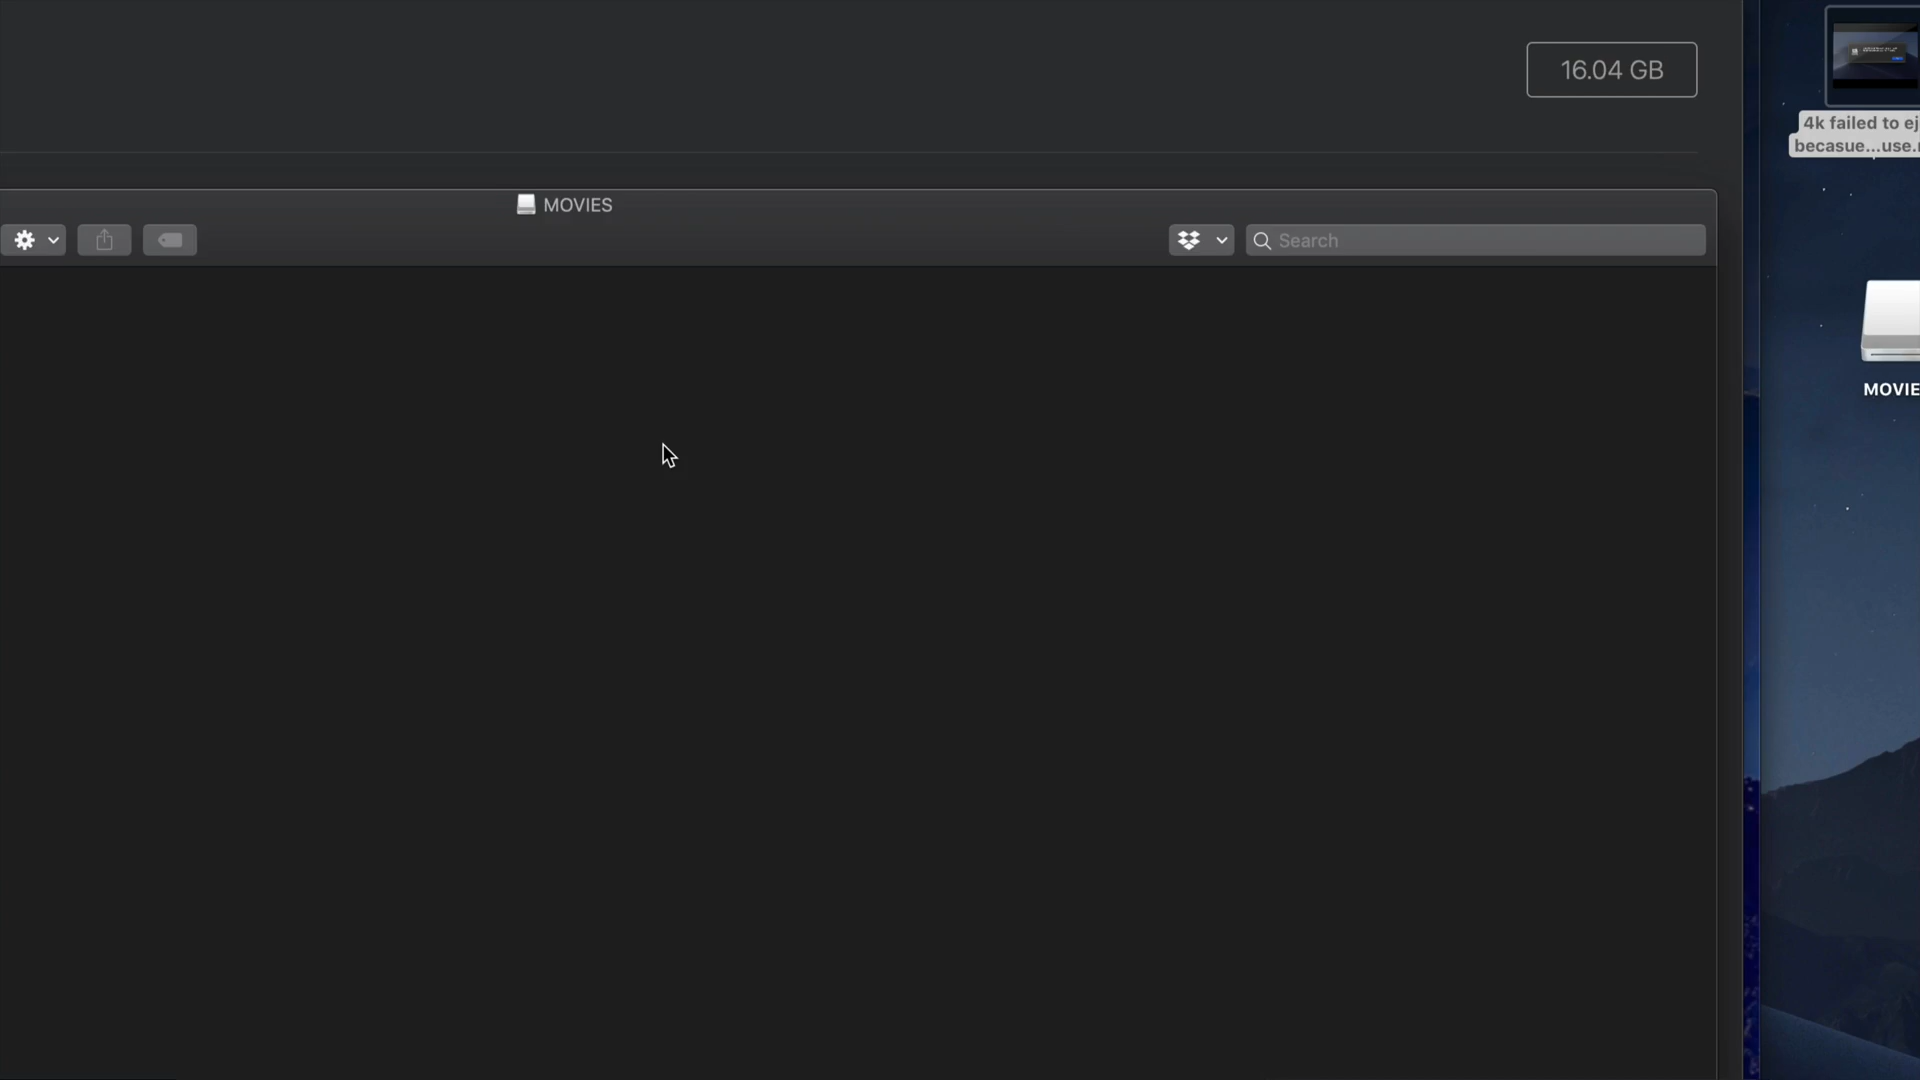 16.04 GB
4k failed to ej
becasue...use.
MOVIES
Search
MOVIE